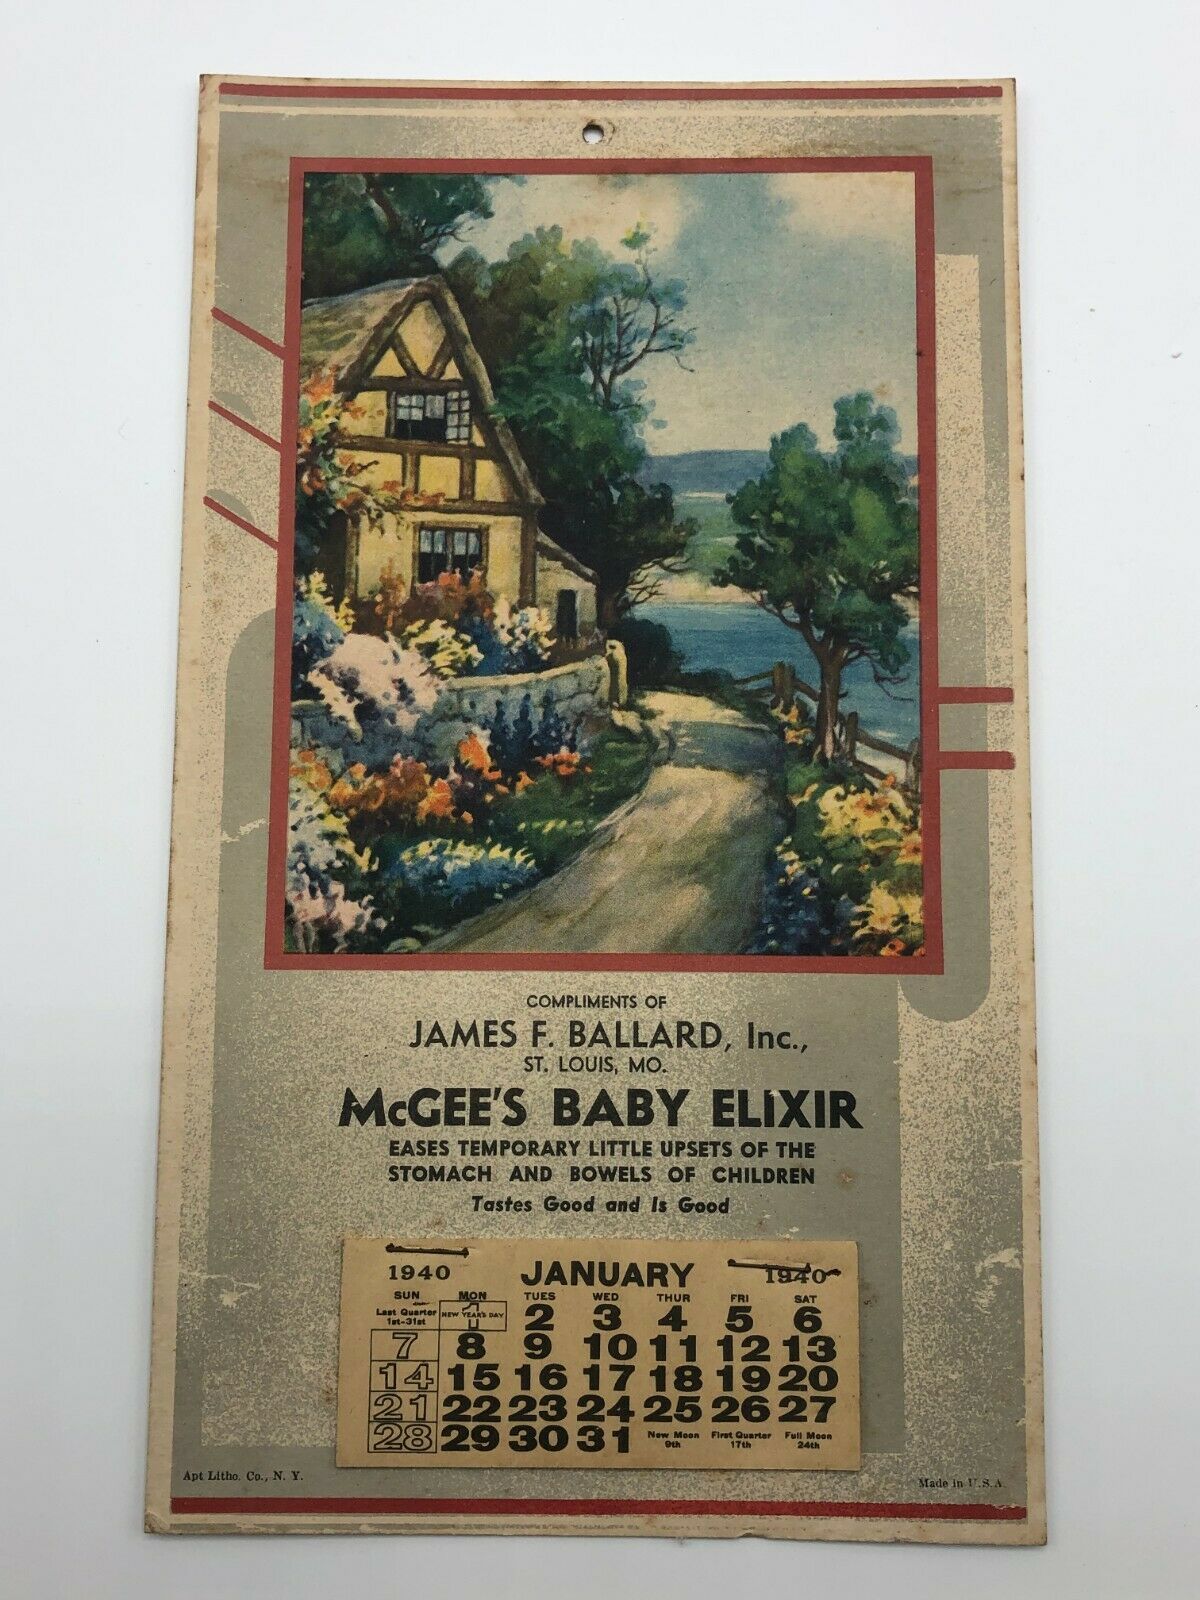 COMPLIMENTS OF
JAMES F. BALLARD, Inc.,
ST. LOUIS, MO.
McGEE'S BABY ELIXIR
EASES TEMPORARY LITTLE UPSETS OF THE
STOMACH AND BOWELS OF CHILDREN
Tastes Good and Is Good
1940 JANUARY 1940
SUN MON TUES WED THUR FRI SAT
Last Quarter 1st-31st 1 NEW YEAR'S DAY 2 3 4 5 6
7 8 9 10 11 12 13
14 15 16 17 18 19 20
21 22 23 24 25 26 27
28 29 30 31 New Moon 9th First Quarter 17th Full Moon 24th
Apt Litho. Co., N. Y. Made in U.S.A.